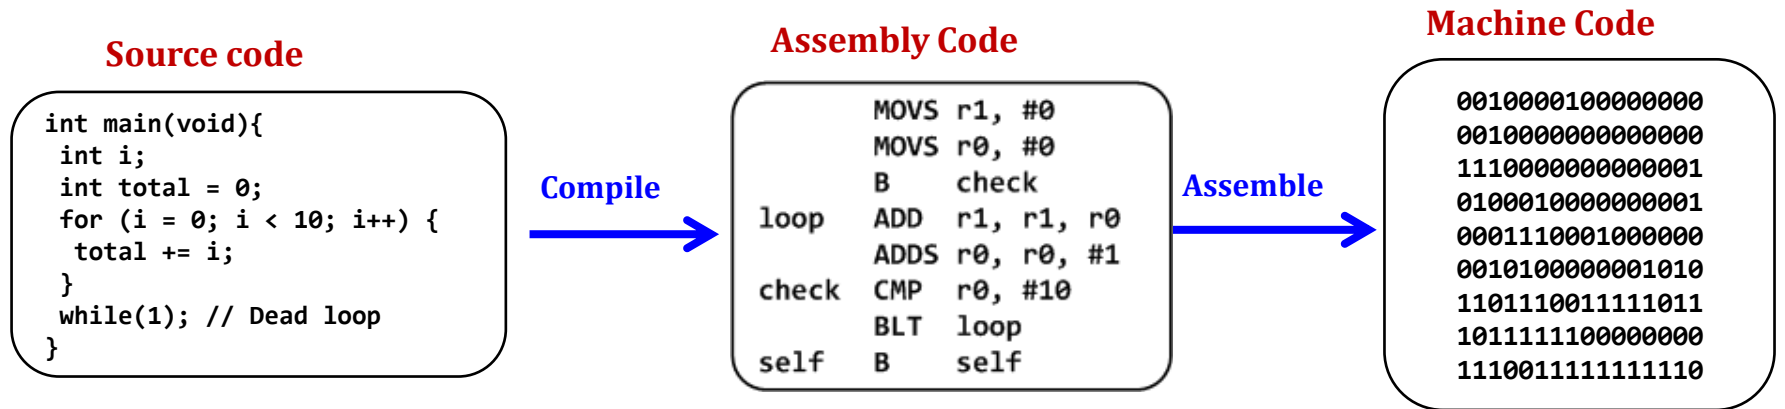 Source code
int main(void){
int i;
int total = 0;
for (i = 0; i < 10; i++) {
total += i;
}
while(1); // Dead loop
}
Compile
Assembly Code
MOVS r1, #0
MOVS r0, #0
B check
loop ADD r1, r1, r0
ADDS r0, r0, #1
check CMP r0, #10
BLT loop
self B self
Assemble
Machine Code
0010000100000000
0010000000000000
1110000000000001
0100010000000001
0001110001000000
0010100000001010
1101110011111011
1011111100000000
1110011111111110